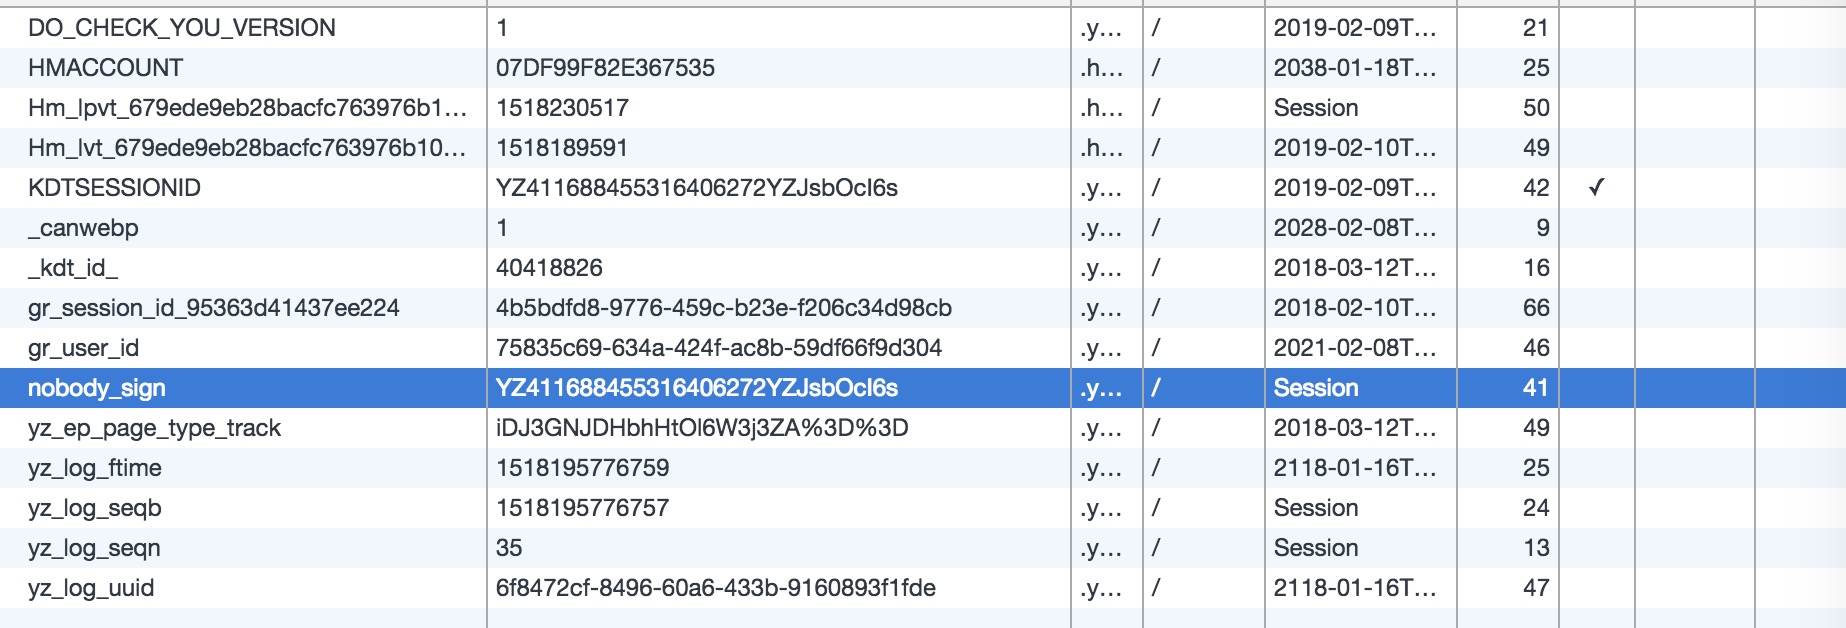 DO_CHECK_YOU_VERSION 1 .y... / 2019-02-09T... 21
HMACCOUNT 07DF99F82E367535 .h... / 2038-01-18T... 25
Hm_lpvt_679ede9eb28bacfc763976b1... 1518230517 .h... / Session 50
Hm_lvt_679ede9eb28bacfc763976b10... 1518189591 .h... / 2019-02-10T... 49
KDTSESSIONID YZ411688455316406272YZJsbOcI6s .y... / 2019-02-09T... 42 ✓
_canwebp 1 .y... / 2028-02-08T... 9
_kdt_id_ 40418826 .y... / 2018-03-12T... 16
gr_session_id_95363d41437ee224 4b5bdfd8-9776-459c-b23e-f206c34d98cb .y... / 2018-02-10T... 66
gr_user_id 75835c69-634a-424f-ac8b-59df66f9d304 .y... / 2021-02-08T... 46
nobody_sign YZ411688455316406272YZJsbOcI6s .y... / Session 41
yz_ep_page_type_track iDJ3GNJDHbhHtOI6W3j3ZA%3D%3D .y... / 2018-03-12T... 49
yz_log_ftime 1518195776759 .y... / 2118-01-16T... 25
yz_log_seqb 1518195776757 .y... / Session 24
yz_log_seqn 35 .y... / Session 13
yz_log_uuid 6f8472cf-8496-60a6-433b-9160893f1fde .y... / 2118-01-16T... 47